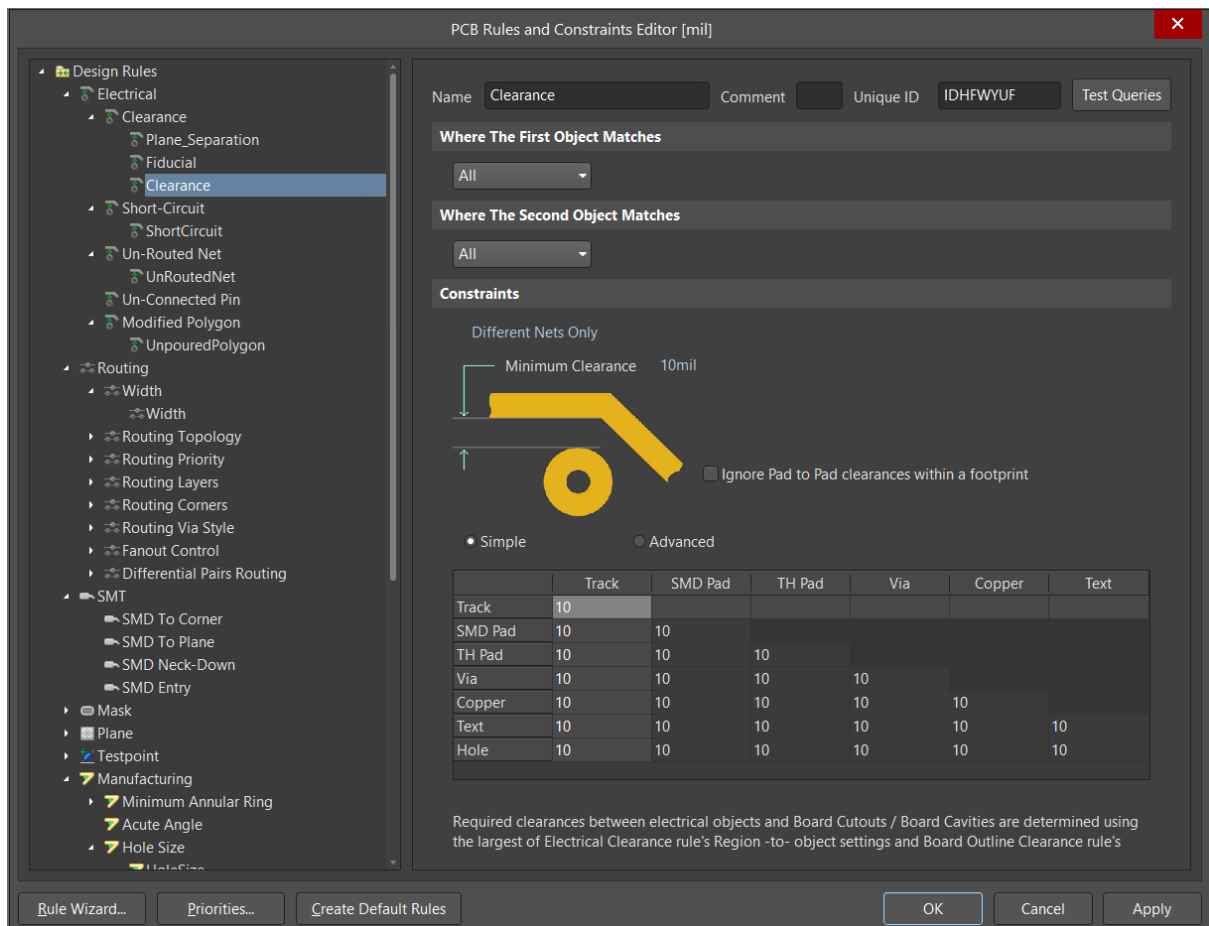 PCB Rules and Constraints Editor [mil]
Design Rules
Electrical
Clearance
Plane_Separation
Fiducial
Clearance
Short-Circuit
ShortCircuit
Un-Routed Net
UnRoutedNet
Un-Connected Pin
Modified Polygon
UnpouredPolygon
Routing
Width
Width
Routing Topology
Routing Priority
Routing Layers
Routing Corners
Routing Via Style
Fanout Control
Differential Pairs Routing
SMT
SMD To Corner
SMD To Plane
SMD Neck-Down
SMD Entry
Mask
Plane
Testpoint
Manufacturing
Minimum Annular Ring
Acute Angle
Hole Size
HoleSize
Name Clearance Comment Unique ID IDHFWYUF Test Queries
Where The First Object Matches
All
Where The Second Object Matches
All
Constraints
Different Nets Only
Minimum Clearance 10mil
Ignore Pad to Pad clearances within a footprint
Simple Advanced
Track SMD Pad TH Pad Via Copper Text
Track 10
SMD Pad 10 10
TH Pad 10 10 10
Via 10 10 10 10
Copper 10 10 10 10 10
Text 10 10 10 10 10 10
Hole 10 10 10 10 10 10
Required clearances between electrical objects and Board Cutouts / Board Cavities are determined using
the largest of Electrical Clearance rule's Region -to- object settings and Board Outline Clearance rule's
Rule Wizard... Priorities... Create Default Rules OK Cancel Apply